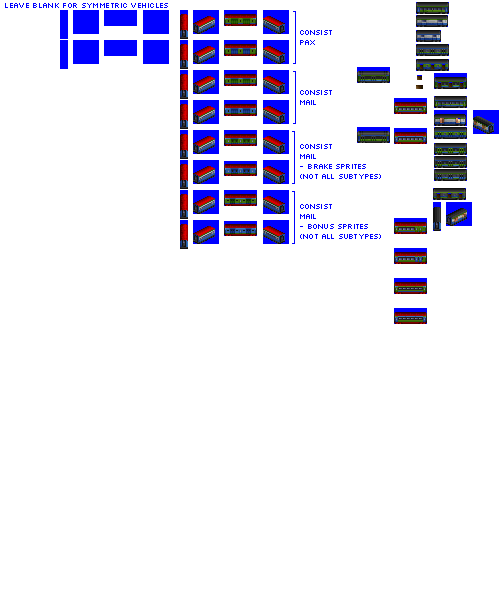 LEAVE BLANK FOR SYMMETRIC VEHICLES
CONSIST
PAX
CONSIST
MAIL
CONSIST
MAIL
- BRAKE SPRITES
(NOT ALL SUBTYPES)
CONSIST
MAIL
- BONUS SPRITES
(NOT ALL SUBTYPES)